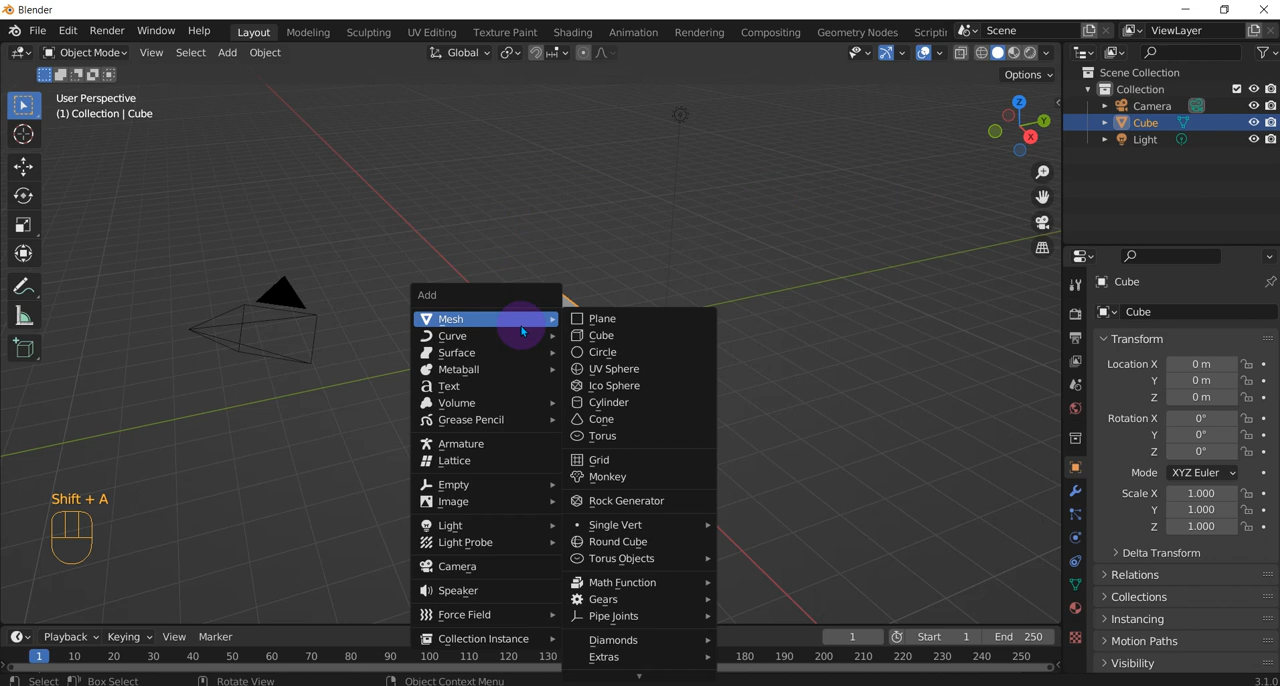 Blender
File Edit Render Window Help Layout Modeling Sculpting UV Editing Texture Paint Shading Animation Rendering Compositing Geometry Nodes Scriptin Scene ViewLayer
Object Mode View Select Add Object Global
Options
User Perspective
(1) Collection | Cube
Z
Y
X
Scene Collection
Collection
Camera
Cube
Light
Cube
Cube
Transform
Location X 0 m
Y 0 m
Z 0 m
Rotation X 0°
Y 0°
Z 0°
Mode XYZ Euler
Scale X 1.000
Y 1.000
Z 1.000
Delta Transform
Relations
Collections
Instancing
Motion Paths
Visibility
Add
Mesh
Curve
Surface
Metaball
Text
Volume
Grease Pencil
Armature
Lattice
Empty
Image
Light
Light Probe
Camera
Speaker
Force Field
Collection Instance
Plane
Cube
Circle
UV Sphere
Ico Sphere
Cylinder
Cone
Torus
Grid
Monkey
Rock Generator
Single Vert
Round Cube
Torus Objects
Math Function
Gears
Pipe Joints
Diamonds
Extras
Shift + A
Playback Keying View Marker 1 Start 1 End 250
1 10 20 30 40 50 60 70 80 90 100 110 120 130 180 190 200 210 220 230 240 250
Select Box Select Rotate View Object Context Menu 3.1.0